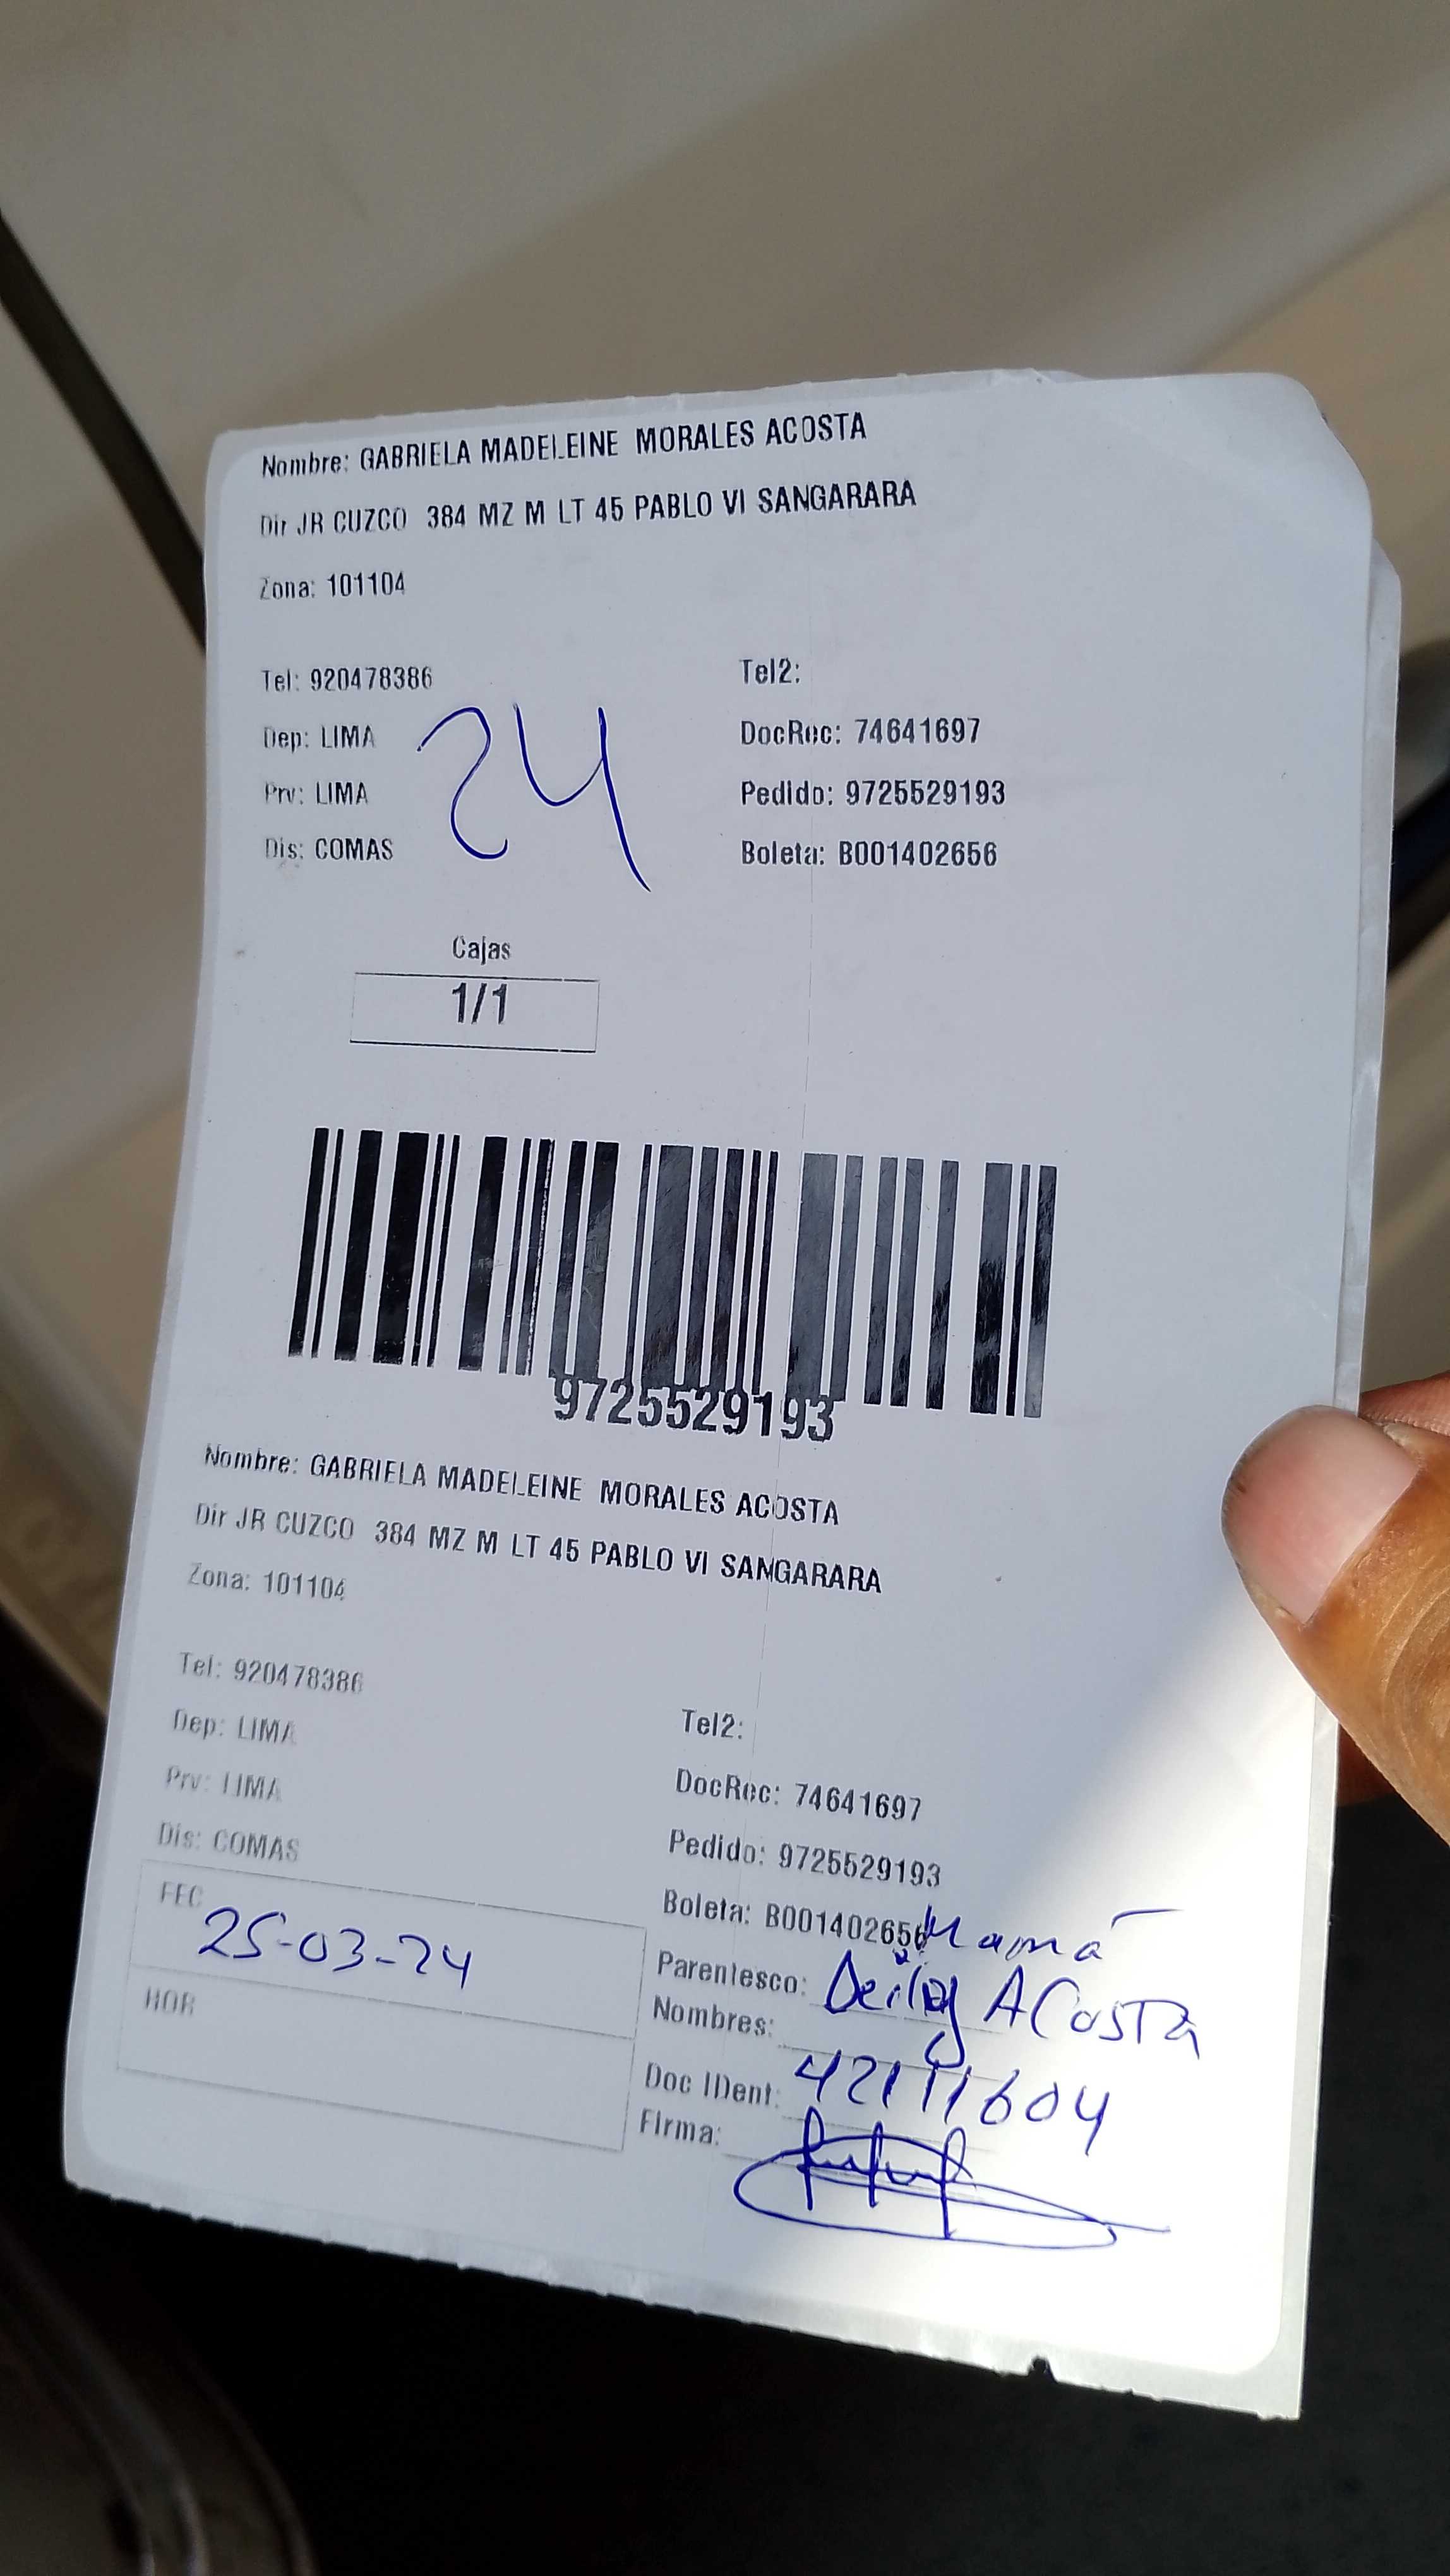 Nombre: GABRIELA MADELEINE MORALES ACOSTA
Dir JR CUZCO 384 MZ M LT 45 PABLO VI SANGARARA
Zona: 101104
Tel: 920478386 Tel2:
Dep: LIMA DocRec: 74641697
Prv: LIMA Pedido: 9725529193
Dis: COMAS Boleta: B001402656
24
Cajas
1/1
9725529193
Nombre: GABRIELA MADELEINE MORALES ACOSTA
Dir JR CUZCO 384 MZ M LT 45 PABLO VI SANGARARA
Zona: 101104
Tel: 920478386 Tel2:
Dep: LIMA DocRec: 74641697
Prv: LIMA Pedido: 9725529193
Dis: COMAS Boleta: B001402656
FEC 25-03-24
HOR
Parentesco: Mamá
Nombres: ACOSTA
Doc IDent: 42111604
Firma: